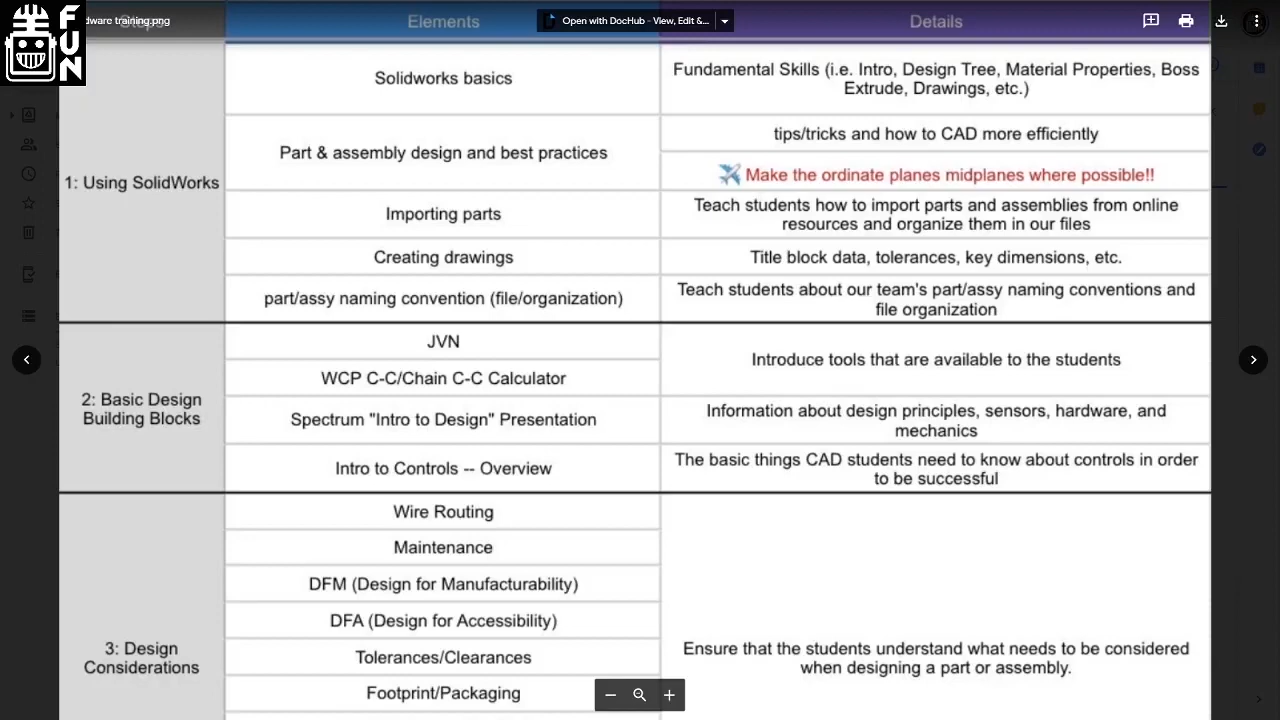 FUN
dware training.png
Open with DocHub - View, Edit &...
Steps
Elements
Details
1: Using SolidWorks
Solidworks basics
Fundamental Skills (i.e. Intro, Design Tree, Material Properties, Boss
Extrude, Drawings, etc.)
Part & assembly design and best practices
tips/tricks and how to CAD more efficiently
✈️ Make the ordinate planes midplanes where possible!!
Importing parts
Teach students how to import parts and assemblies from online
resources and organize them in our files
Creating drawings
Title block data, tolerances, key dimensions, etc.
part/assy naming convention (file/organization)
Teach students about our team's part/assy naming conventions and
file organization
2: Basic Design
Building Blocks
JVN
WCP C-C/Chain C-C Calculator
Introduce tools that are available to the students
Spectrum "Intro to Design" Presentation
Information about design principles, sensors, hardware, and
mechanics
Intro to Controls -- Overview
The basic things CAD students need to know about controls in order
to be successful
3: Design
Considerations
Wire Routing
Maintenance
DFM (Design for Manufacturability)
DFA (Design for Accessibility)
Tolerances/Clearances
Footprint/Packaging
Ensure that the students understand what needs to be considered
when designing a part or assembly.